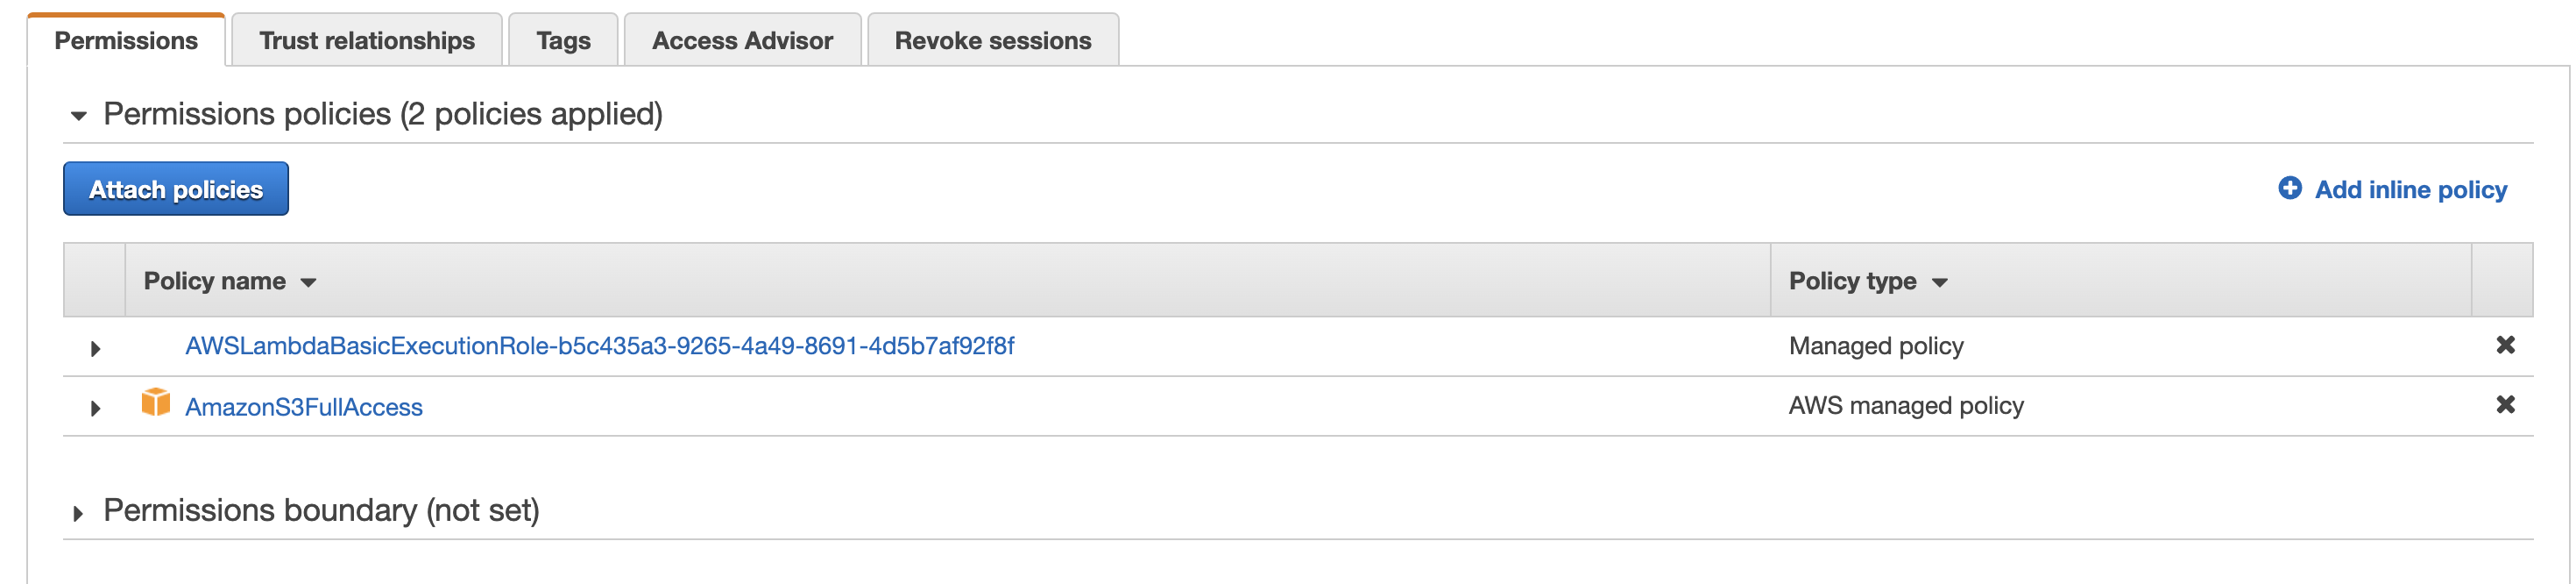 Permissions Trust relationships Tags Access Advisor Revoke sessions
Permissions policies (2 policies applied)
Attach policies Add inline policy
Policy name Policy type
AWSLambdaBasicExecutionRole-b5c435a3-9265-4a49-8691-4d5b7af92f8f Managed policy
AmazonS3FullAccess AWS managed policy
Permissions boundary (not set)